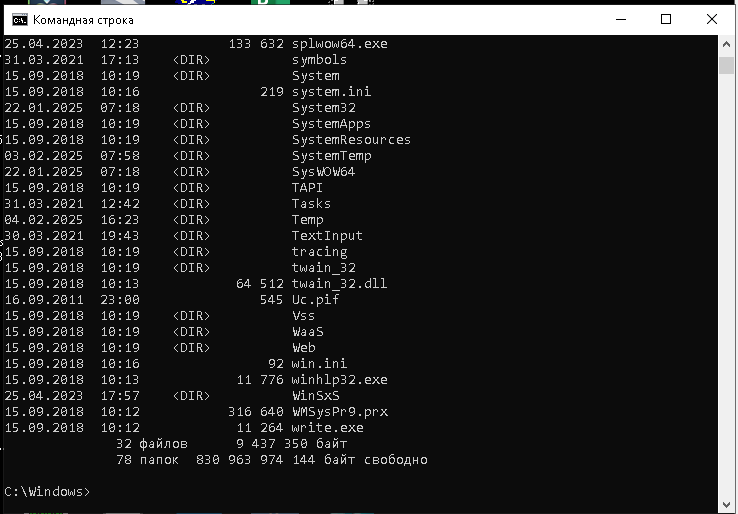 Командная строка
25.04.2023  12:23           133 632 splwow64.exe
31.03.2021  17:13    <DIR>          symbols
15.09.2018  10:19    <DIR>          System
15.09.2018  10:16               219 system.ini
22.01.2025  07:18    <DIR>          System32
15.09.2018  10:19    <DIR>          SystemApps
15.09.2018  10:19    <DIR>          SystemResources
03.02.2025  07:58    <DIR>          SystemTemp
22.01.2025  07:18    <DIR>          SysWOW64
15.09.2018  10:19    <DIR>          TAPI
31.03.2021  12:42    <DIR>          Tasks
04.02.2025  16:23    <DIR>          Temp
30.03.2021  19:43    <DIR>          TextInput
15.09.2018  10:19    <DIR>          tracing
15.09.2018  10:19    <DIR>          twain_32
15.09.2018  10:13            64 512 twain_32.dll
16.09.2011  23:00               545 Uc.pif
15.09.2018  10:19    <DIR>          Vss
15.09.2018  10:19    <DIR>          WaaS
15.09.2018  10:19    <DIR>          Web
15.09.2018  10:16                92 win.ini
15.09.2018  10:13            11 776 winhlp32.exe
25.04.2023  17:57    <DIR>          WinSxS
15.09.2018  10:12           316 640 WMSysPr9.prx
15.09.2018  10:12            11 264 write.exe
              32 файлов      9 437 350 байт
              78 папок  830 963 974 144 байт свободно
C:\Windows>